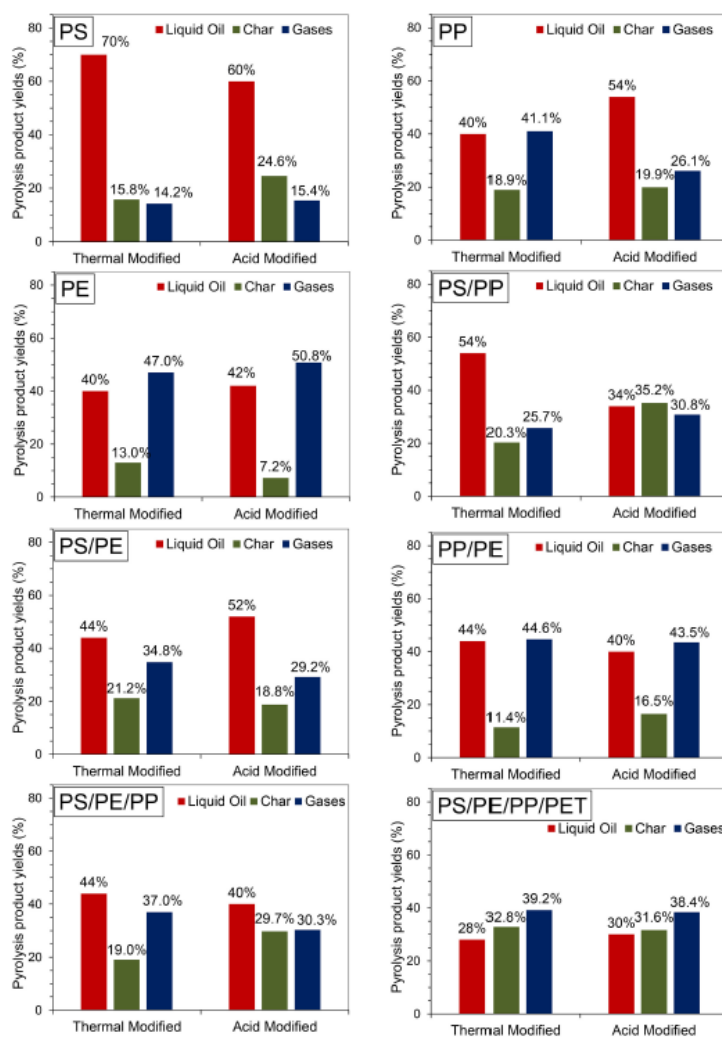 PS
Liquid Oil Char Gases
Pyrolysis product yields (%)
80
60
40
20
0
70%
15.8%
14.2%
60%
24.6%
15.4%
Thermal Modified
Acid Modified
PP
Liquid Oil Char Gases
Pyrolysis product yields (%)
80
60
40
20
0
40%
18.9%
41.1%
54%
19.9%
26.1%
Thermal Modified
Acid Modified
PE
Liquid Oil Char Gases
Pyrolysis product yields (%)
80
60
40
20
0
40%
13.0%
47.0%
42%
7.2%
50.8%
Thermal Modified
Acid Modified
PS/PP
Liquid Oil Char Gases
Pyrolysis product yields (%)
80
60
40
20
0
54%
20.3%
25.7%
34%
35.2%
30.8%
Thermal Modified
Acid Modified
PS/PE
Liquid Oil Char Gases
Pyrolysis product yields (%)
80
60
40
20
0
44%
21.2%
34.8%
52%
18.8%
29.2%
Thermal Modified
Acid Modified
PP/PE
Liquid Oil Char Gases
Pyrolysis product yields (%)
80
60
40
20
0
44%
11.4%
44.6%
40%
16.5%
43.5%
Thermal Modified
Acid Modified
PS/PE/PP
Liquid Oil Char Gases
Pyrolysis product yields (%)
80
60
40
20
0
44%
19.0%
37.0%
40%
29.7%
30.3%
Thermal Modified
Acid Modified
PS/PE/PP/PET
Liquid Oil Char Gases
Pyrolysis product yields (%)
80
60
40
20
0
28%
32.8%
39.2%
30%
31.6%
38.4%
Thermal Modified
Acid Modified